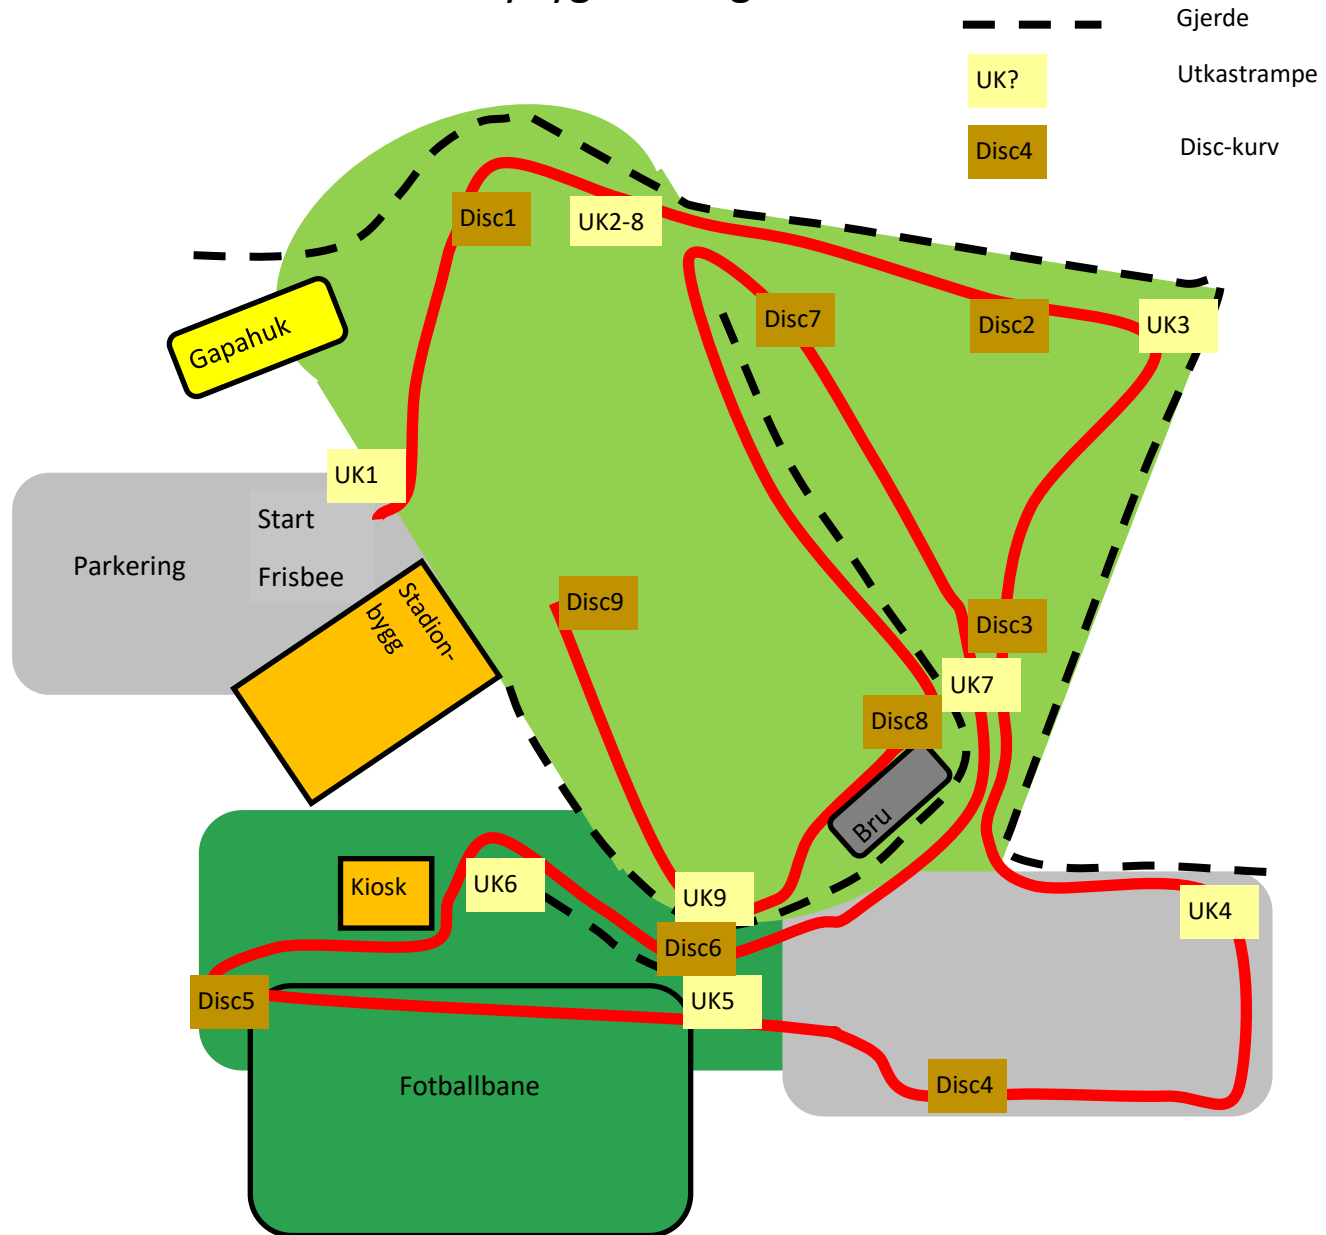 Gjerde
UK?
Utkastrampe
Disc4
Disc-kurv
Disc1
UK2-8
Gapahuk
Disc7
Disc2
UK3
UK1
Start
Parkering
Frisbee
Stadion-
bygg
Disc9
Disc3
UK7
Disc8
Bru
Kiosk
UK6
UK9
UK4
Disc6
Disc5
UK5
Fotballbane
Disc4